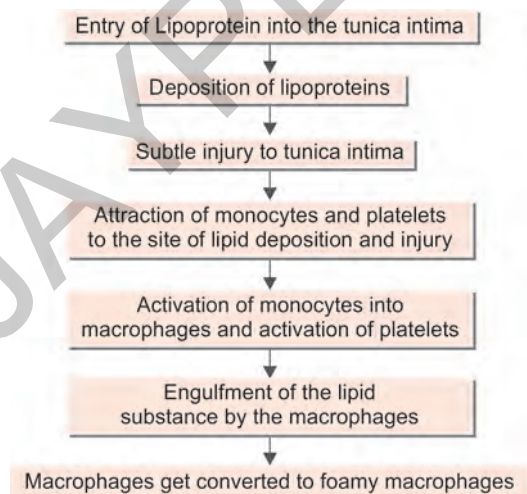 Entry of Lipoprotein into the tunica intima
Deposition of lipoproteins
Subtle injury to tunica intima
Attraction of monocytes and platelets
to the site of lipid deposition and injury
Activation of monocytes into
macrophages and activation of platelets
Engulfment of the lipid
substance by the macrophages
Macrophages get converted to foamy macrophages